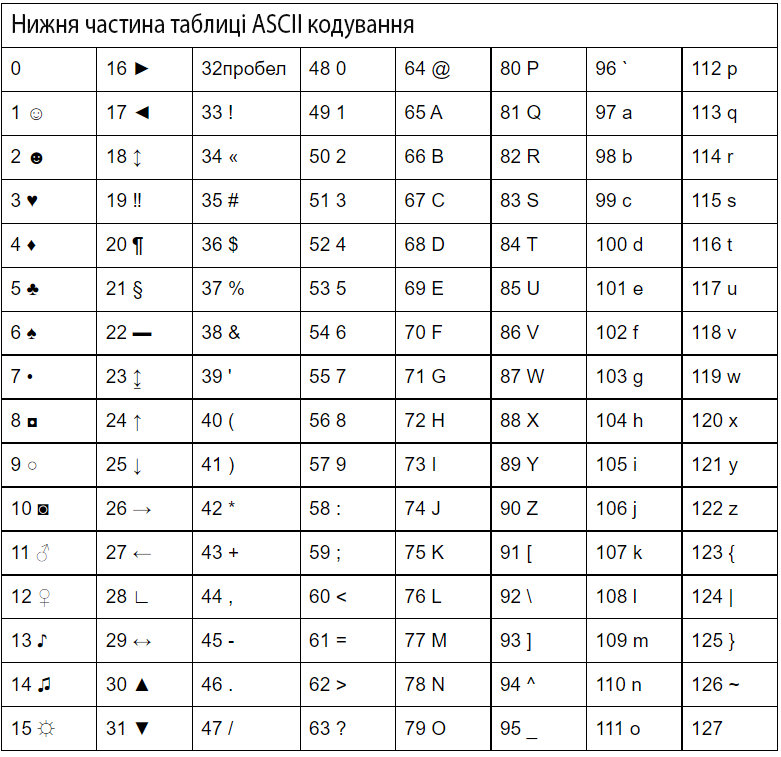 Нижня частина таблиці ASCII кодування
0 16 ► 32пробел 48 0 64 @ 80 P 96 ` 112 p
1 ☺ 17 ◄ 33 ! 49 1 65 A 81 Q 97 a 113 q
2 ☻ 18 ↕ 34 « 50 2 66 B 82 R 98 b 114 r
3 ♥ 19 ‼ 35 # 51 3 67 C 83 S 99 c 115 s
4 ♦ 20 ¶ 36 $ 52 4 68 D 84 T 100 d 116 t
5 ♣ 21 § 37 % 53 5 69 E 85 U 101 e 117 u
6 ♠ 22 ▬ 38 & 54 6 70 F 86 V 102 f 118 v
7 • 23 ↨ 39 ' 55 7 71 G 87 W 103 g 119 w
8 ◘ 24 ↑ 40 ( 56 8 72 H 88 X 104 h 120 x
9 ○ 25 ↓ 41 ) 57 9 73 I 89 Y 105 i 121 y
10 ◙ 26 → 42 * 58 : 74 J 90 Z 106 j 122 z
11 ♂ 27 ← 43 + 59 ; 75 K 91 [ 107 k 123 {
12 ♀ 28 ∟ 44 , 60 < 76 L 92 \ 108 l 124 |
13 ♪ 29 ↔ 45 - 61 = 77 M 93 ] 109 m 125 }
14 ♫ 30 ▲ 46 . 62 > 78 N 94 ^ 110 n 126 ~
15 ☼ 31 ▼ 47 / 63 ? 79 O 95 _ 111 o 127